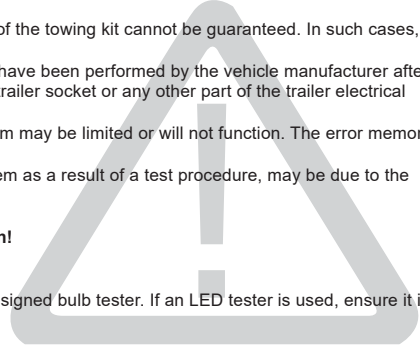 of the towing kit cannot be guaranteed. In such cases,
have been performed by the vehicle manufacturer afte
railer socket or any other part of the trailer electrical
m may be limited or will not function. The error memor
em as a result of a test procedure, may be due to the
n!
signed bulb tester. If an LED tester is used, ensure it i